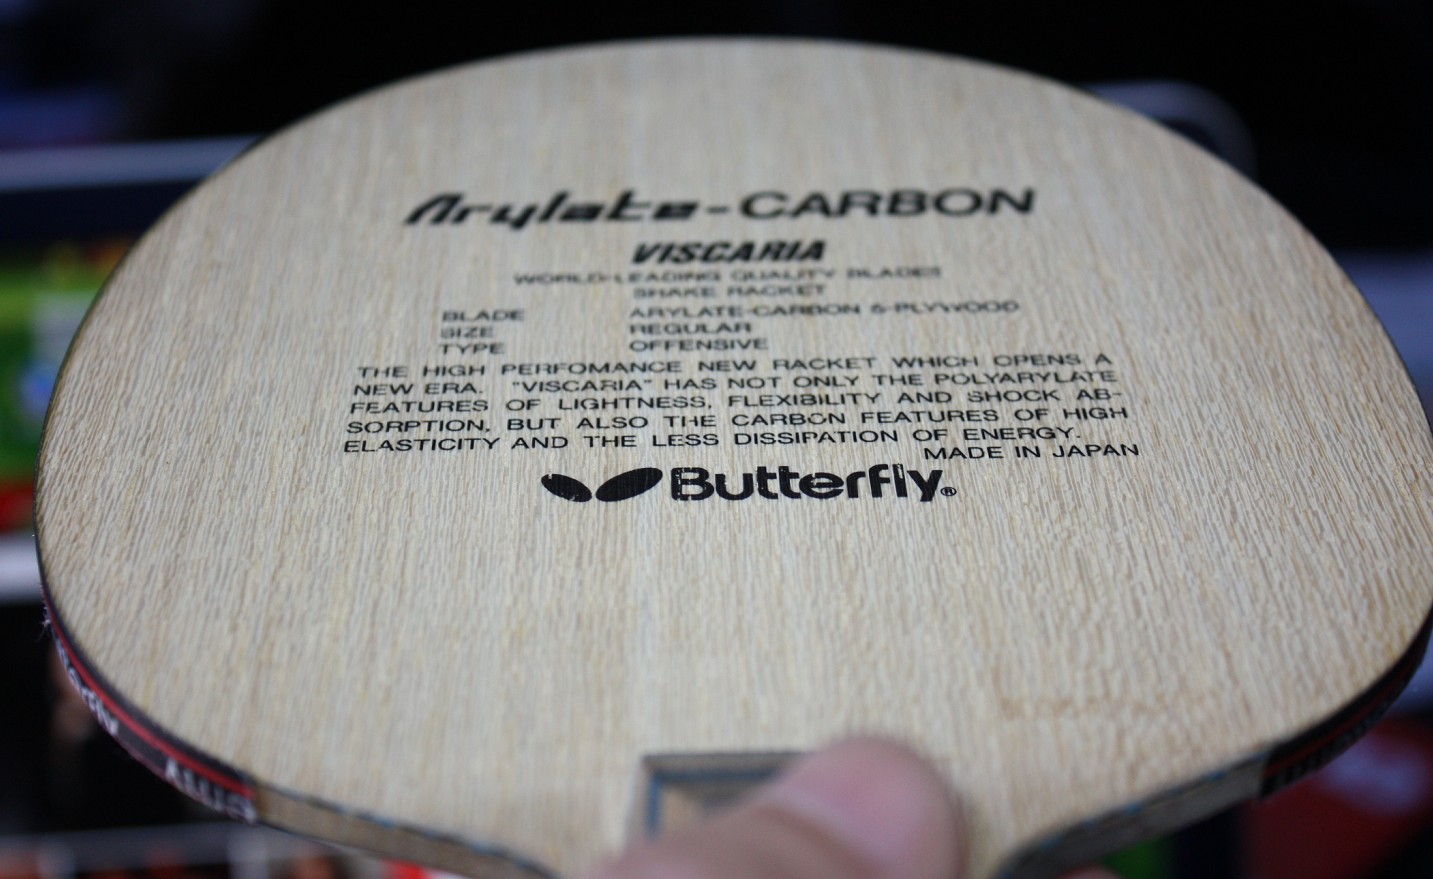 Arylate-CARBON
VISCARIA
WORLD-LEADING QUALITY BLADES
SHAKE RACKET
BLADE ARYLATE-CARBON 5-PLYWOOD
SIZE REGULAR
TYPE OFFENSIVE
THE HIGH PERFOMANCE NEW RACKET WHICH OPENS A
NEW ERA. "VISCARIA" HAS NOT ONLY THE POLYARYLATE
FEATURES OF LIGHTNESS, FLEXIBILITY AND SHOCK AB-
SORPTION, BUT ALSO THE CARBON FEATURES OF HIGH
ELASTICITY AND THE LESS DISSIPATION OF ENERGY.
MADE IN JAPAN
Butterfly®